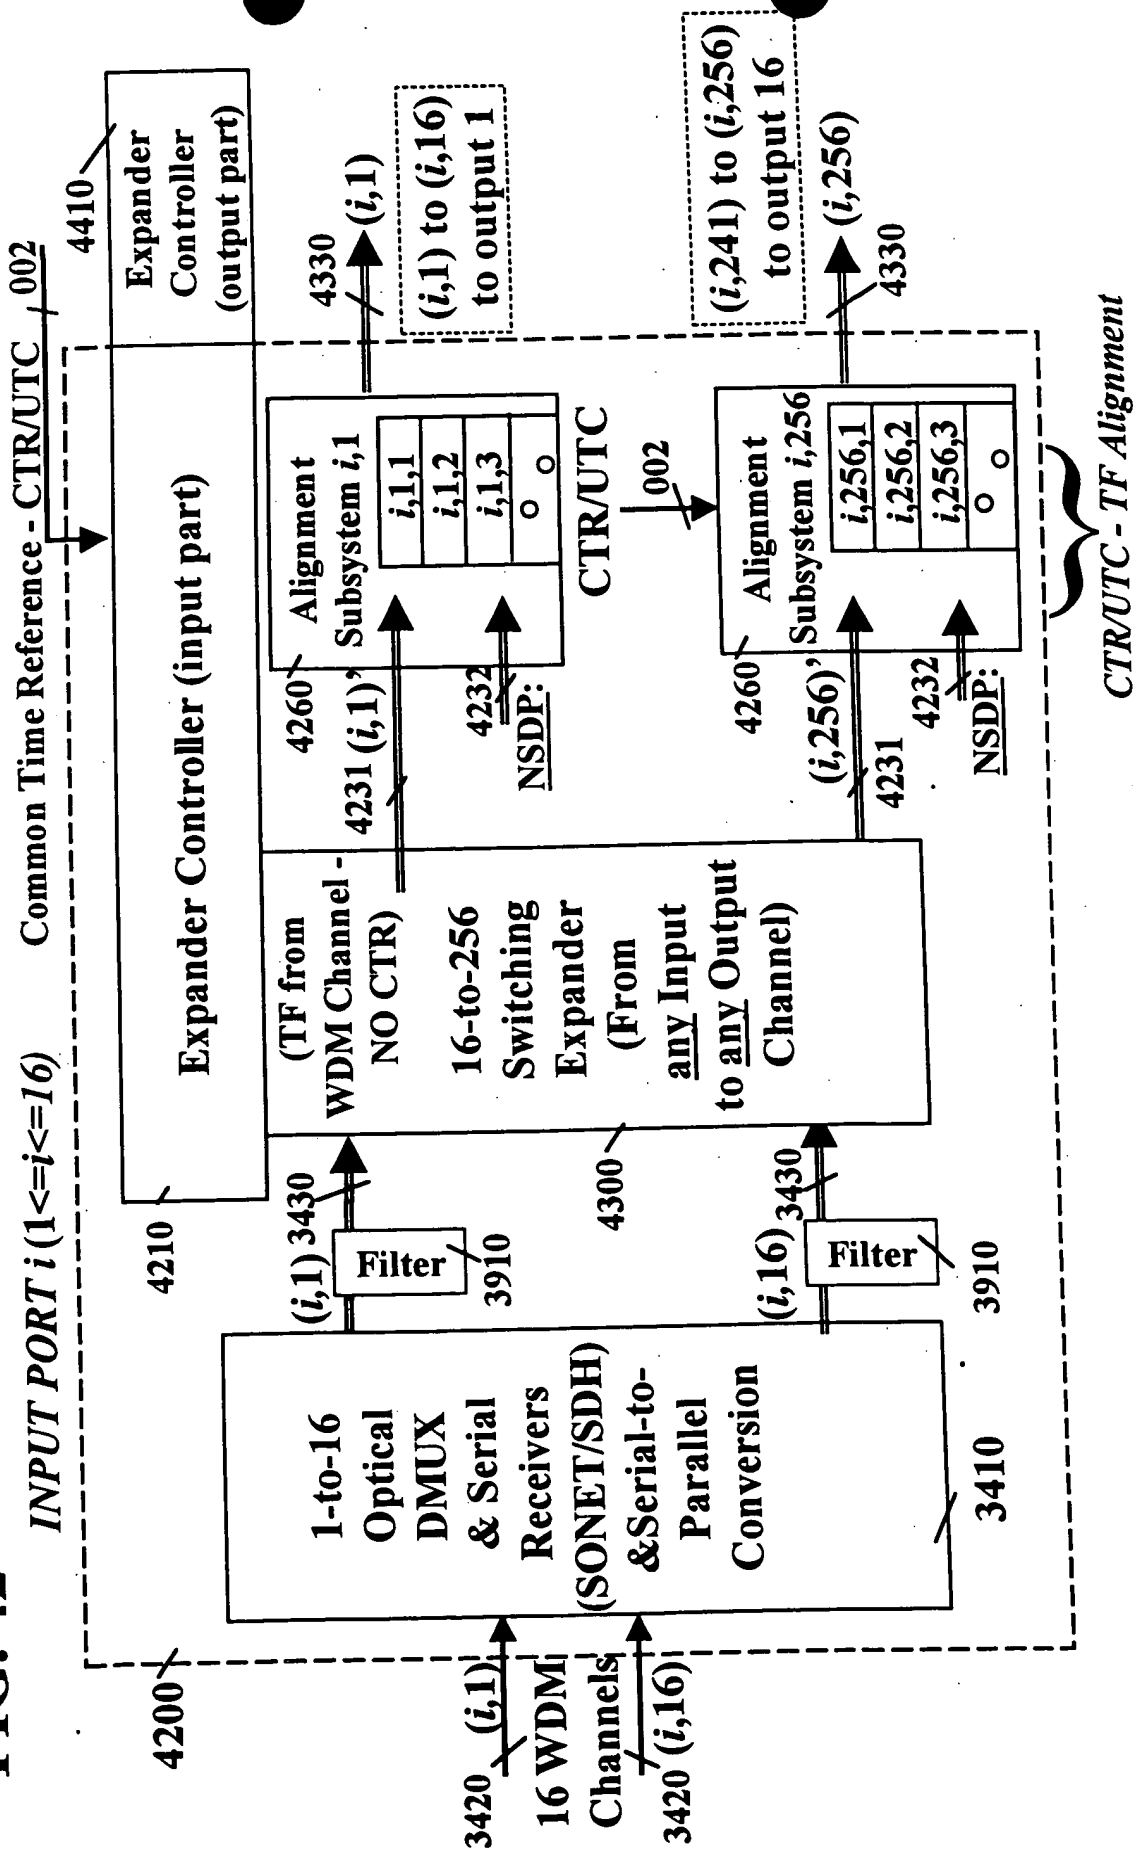 INPUT PORT i (1<=i<=16)
Common Time Reference - CTR/UTC
002
4410
4210
Expander Controller (input part)
Expander
Controller
(output part)
4200
3420
(i,1)
16 WDM
Channels
3420 (i,16)
1-to-16
Optical
DMUX
& Serial
Receivers
(SONET/SDH)
&Serial-to-
Parallel
Conversion
3410
(i,1) 3430
Filter
3910
(i,16) 3430
Filter
3910
(TF from
WDM Channel -
NO CTR)
16-to-256
Switching
Expander
(From
any Input
to any Output
Channel)
4300
4231 (i,1)'
4232
NSDP:
(i,256)'
4231
4232
NSDP:
4260
Alignment
Subsystem i,1
i,1,1
i,1,2
i,1,3
CTR/UTC
002
4260
Alignment
Subsystem i,256
i,256,1
i,256,2
i,256,3
4330
(i,1)
(i,1) to (i,16)
to output 1
(i,241) to (i,256)
to output 16
(i,256)
4330
CTR/UTC - TF Alignment